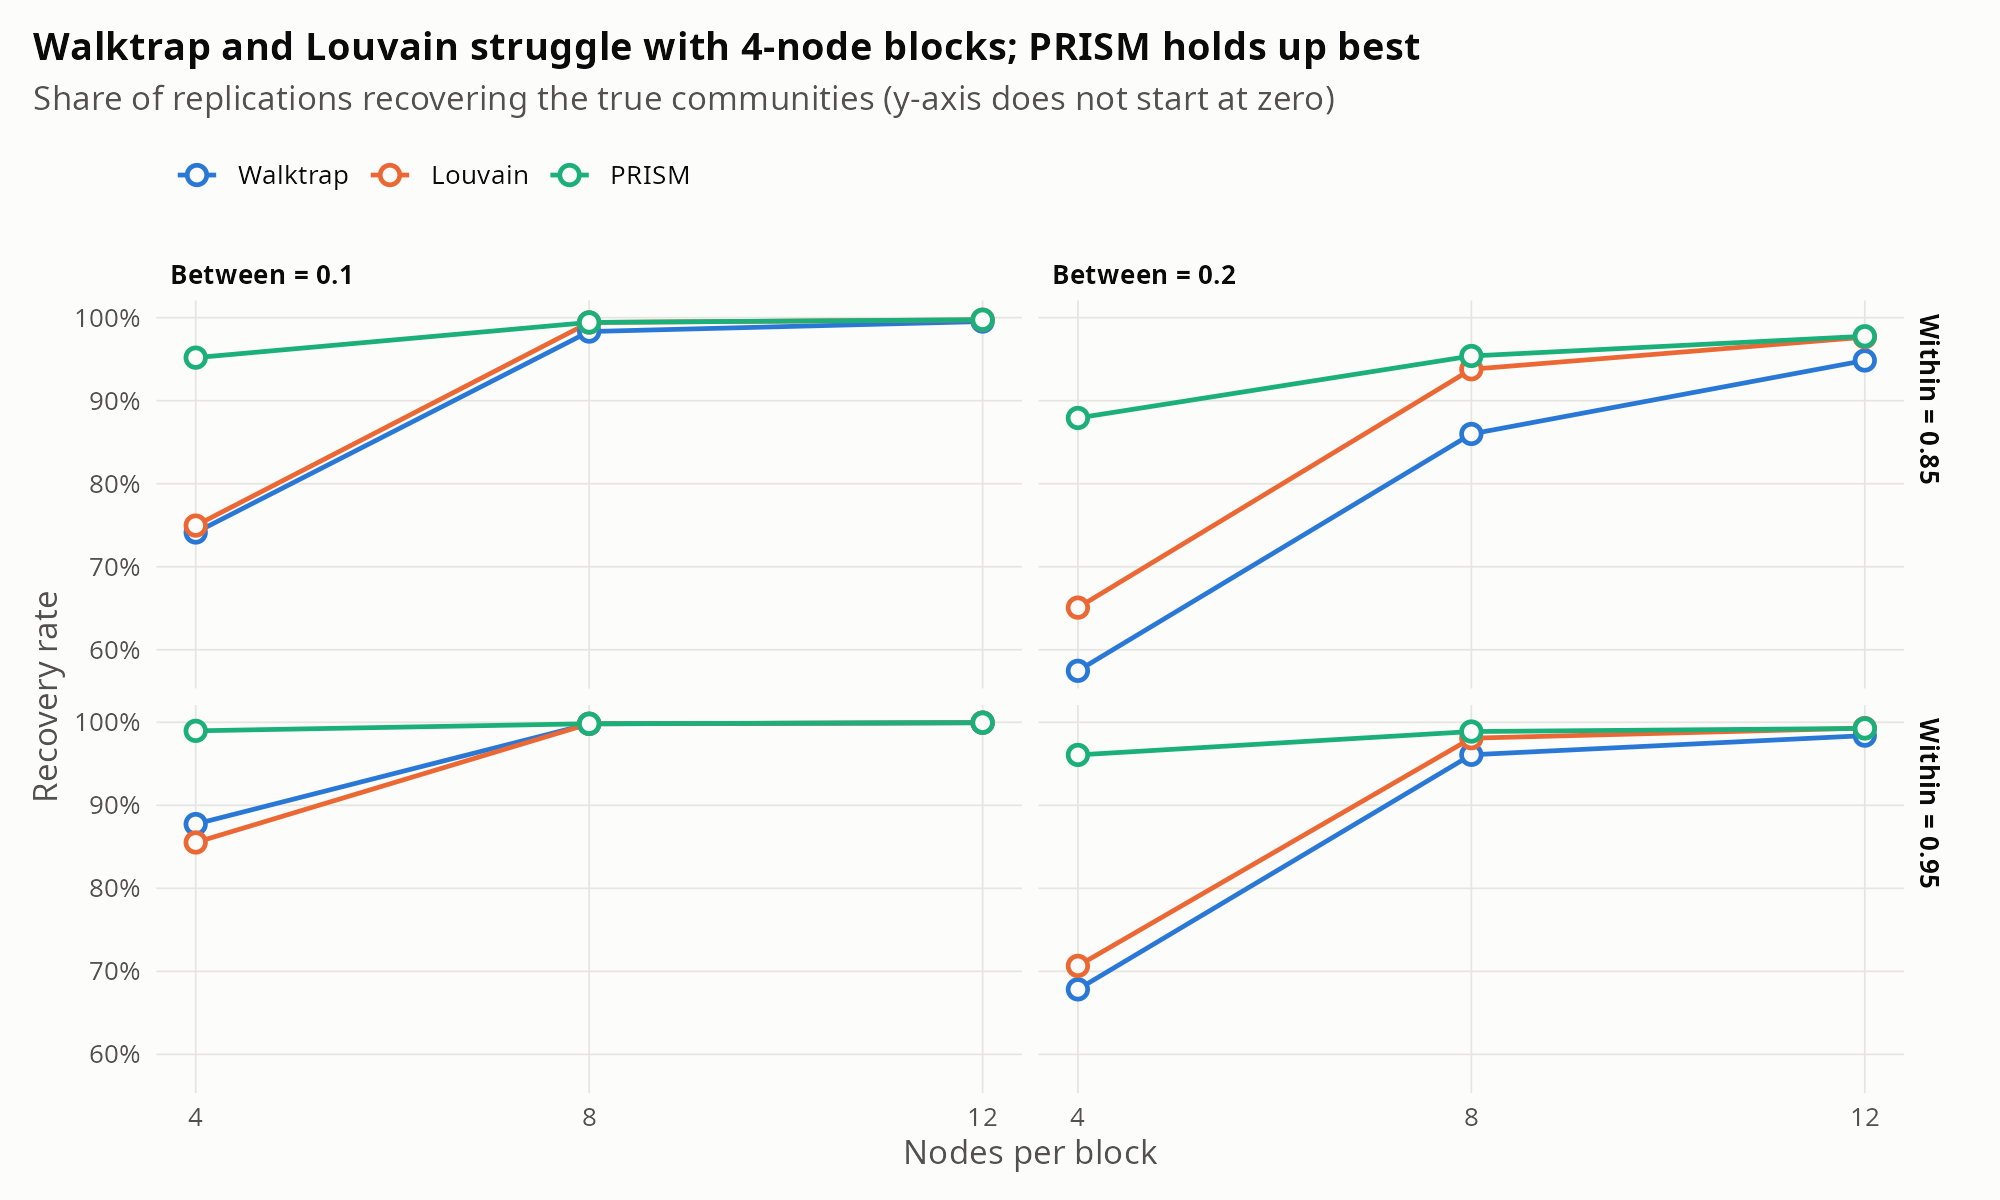 Walktrap and Louvain struggle with 4-node blocks; PRISM holds up best
Share of replications recovering the true communities (y-axis does not start at zero)
Walktrap Louvain PRISM
Between = 0.1 Between = 0.2
100%
90%
80%
70%
60%
Within = 0.85
Recovery rate
100%
90%
80%
70%
60%
Within = 0.95
4 8 12 4 8 12
Nodes per block